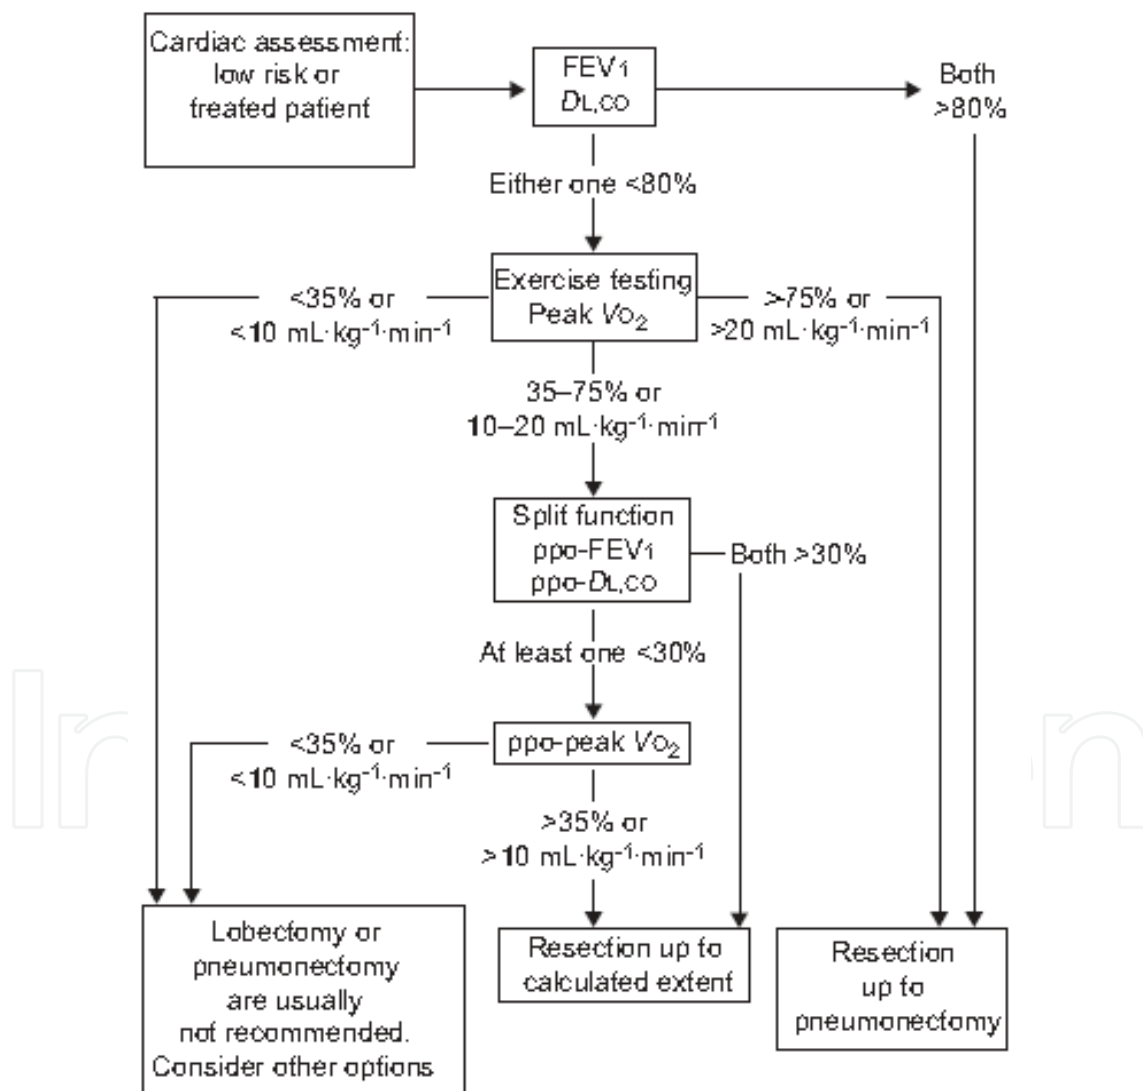 Cardiac assessment:
low risk or
treated patient
FEV₁
DL,CO
Both
>80%
Either one <80%
Exercise testing
Peak VO₂
<35% or
<10 mL·kg⁻¹·min⁻¹
>75% or
>20 mL·kg⁻¹·min⁻¹
35–75% or
10–20 mL·kg⁻¹·min⁻¹
Split function
ppo-FEV₁
ppo-DL,CO
Both >30%
At least one <30%
ppo-peak VO₂
<35% or
<10 mL·kg⁻¹·min⁻¹
>35% or
>10 mL·kg⁻¹·min⁻¹
Lobectomy or
pneumonectomy
are usually
not recommended.
Consider other options
Resection up to
calculated extent
Resection
up to
pneumonectomy